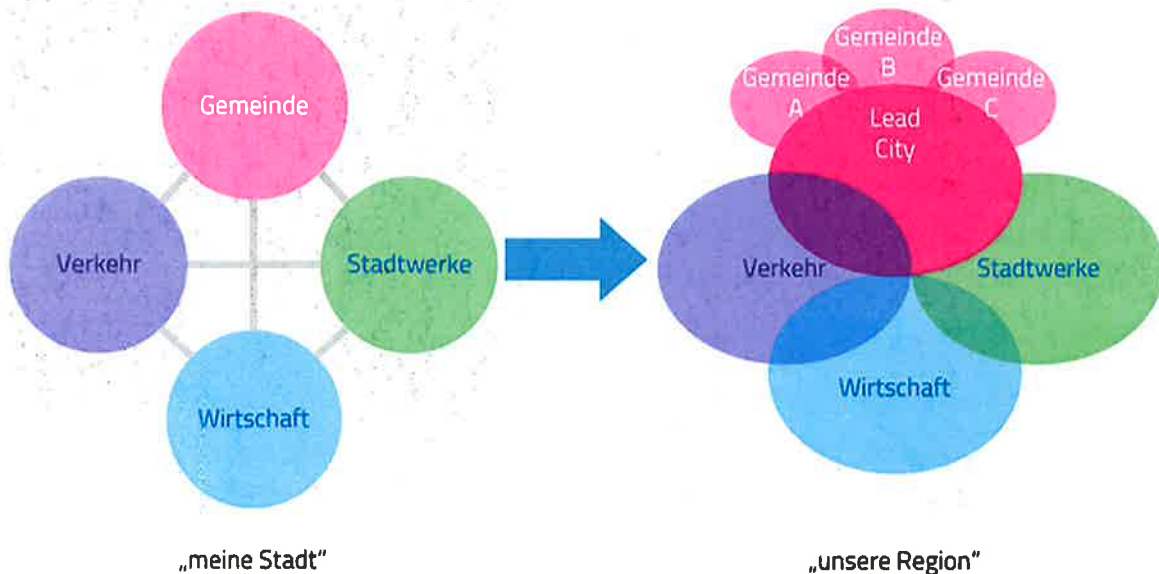 Gemeinde
Verkehr
Stadtwerke
Wirtschaft
„meine Stadt“
Gemeinde
A
Gemeinde
B
Gemeinde
C
Lead
City
Verkehr
Stadtwerke
Wirtschaft
„unsere Region“